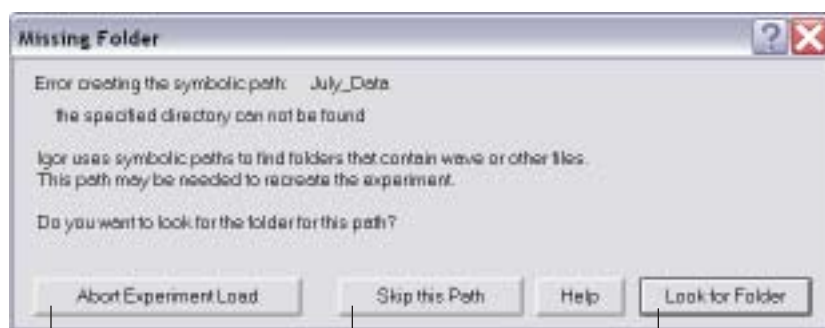 Missing Folder
Error creating the symbolic path: July_Data
the specified directory can not be found
Igor uses symbolic paths to find folders that contain wave or other files.
This path may be needed to recreate the experiment.
Do you want to look for the folder for this path?
Abort Experiment Load Skip this Path Help Look for Folder